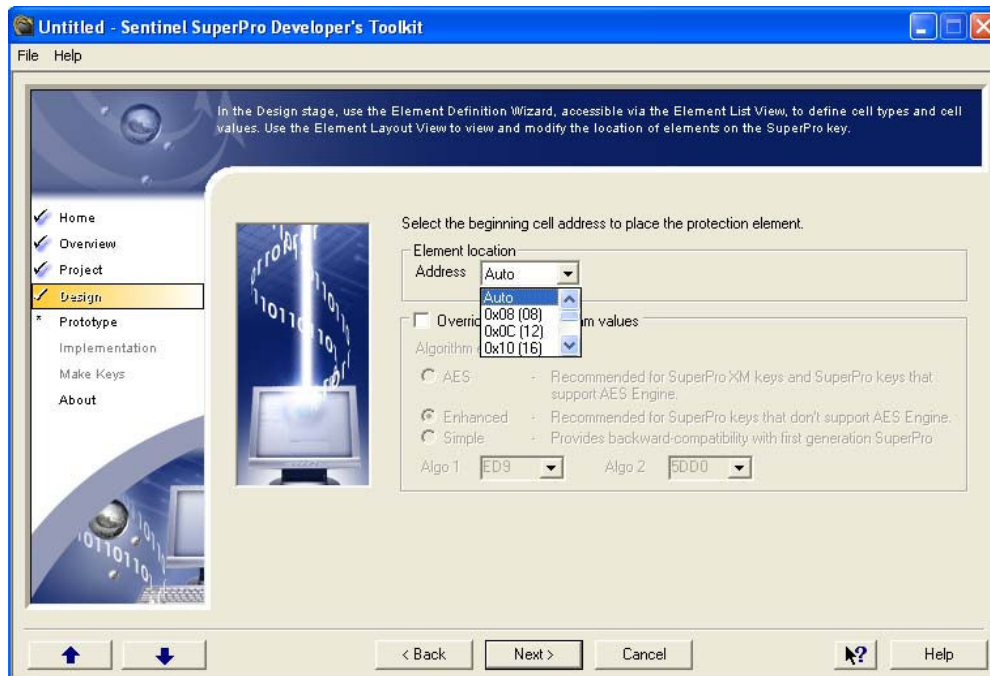 Untitled - Sentinel SuperPro Developer's Toolkit
File Help
In the Design stage, use the Element Definition Wizard, accessible via the Element List View, to define cell types and cell
values. Use the Element Layout View to view and modify the location of elements on the SuperPro key.
Home
Overview
Project
Design
* Prototype
Implementation
Make Keys
About
Select the beginning cell address to place the protection element.
Element location
Address Auto
Auto
0x08 (08)
0x0C (12)
0x10 (16)
values
Algorithm
AES - Recommended for SuperPro XM keys and SuperPro keys that
support AES Engine.
Enhanced - Recommended for SuperPro keys that don't support AES Engine.
Simple - Provides backward-compatibility with first generation SuperPro
Algo 1 ED9 Algo 2 5DD0
< Back Next > Cancel ? Help